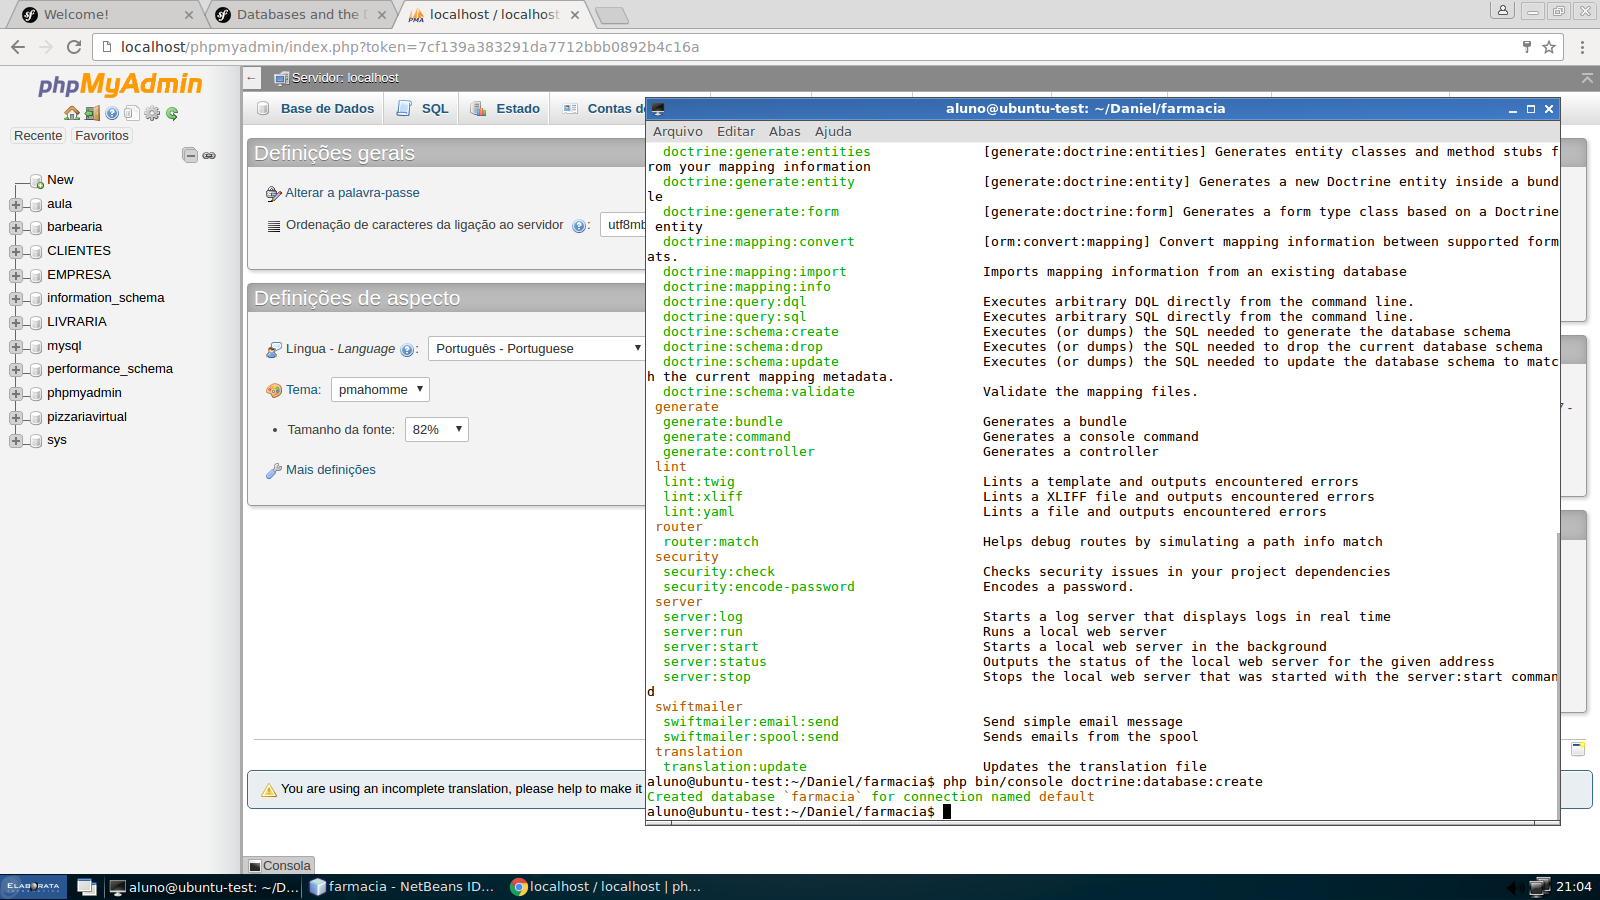 Welcome!
Databases and the D
localhost / localhost
localhost/phpmyadmin/index.php?token=7cf139a383291da7712bbb0892b4c16a
phpMyAdmin
Recente Favoritos
New
aula
barbearia
CLIENTES
EMPRESA
information_schema
LIVRARIA
mysql
performance_schema
phpmyadmin
pizzariavirtual
sys
Servidor: localhost
Base de Dados SQL Estado Contas de
Definições gerais
Alterar a palavra-passe
Ordenação de caracteres da ligação ao servidor : utf8mb
Definições de aspecto
Língua - Language : Português - Portuguese
Tema: pmahomme
Tamanho da fonte: 82%
Mais definições
You are using an incomplete translation, please help to make it
Consola
aluno@ubuntu-test: ~/Daniel/farmacia
Arquivo Editar Abas Ajuda
doctrine:generate:entities [generate:doctrine:entities] Generates entity classes and method stubs f
rom your mapping information
doctrine:generate:entity [generate:doctrine:entity] Generates a new Doctrine entity inside a bund
le
doctrine:generate:form [generate:doctrine:form] Generates a form type class based on a Doctrine
entity
doctrine:mapping:convert [orm:convert:mapping] Convert mapping information between supported form
ats.
doctrine:mapping:import Imports mapping information from an existing database
doctrine:mapping:info
doctrine:query:dql Executes arbitrary DQL directly from the command line.
doctrine:query:sql Executes arbitrary SQL directly from the command line.
doctrine:schema:create Executes (or dumps) the SQL needed to generate the database schema
doctrine:schema:drop Executes (or dumps) the SQL needed to drop the current database schema
doctrine:schema:update Executes (or dumps) the SQL needed to update the database schema to matc
h the current mapping metadata.
doctrine:schema:validate Validate the mapping files.
generate
generate:bundle Generates a bundle
generate:command Generates a console command
generate:controller Generates a controller
lint
lint:twig Lints a template and outputs encountered errors
lint:xliff Lints a XLIFF file and outputs encountered errors
lint:yaml Lints a file and outputs encountered errors
router
router:match Helps debug routes by simulating a path info match
security
security:check Checks security issues in your project dependencies
security:encode-password Encodes a password.
server
server:log Starts a log server that displays logs in real time
server:run Runs a local web server
server:start Starts a local web server in the background
server:status Outputs the status of the local web server for the given address
server:stop Stops the local web server that was started with the server:start comman
d
swiftmailer
swiftmailer:email:send Send simple email message
swiftmailer:spool:send Sends emails from the spool
translation
translation:update Updates the translation file
aluno@ubuntu-test:~/Daniel/farmacia$ php bin/console doctrine:database:create
Created database `farmacia` for connection named default
aluno@ubuntu-test:~/Daniel/farmacia$
ELABORATA
aluno@ubuntu-test: ~/D...
farmacia - NetBeans ID...
localhost / localhost | ph...
21:04